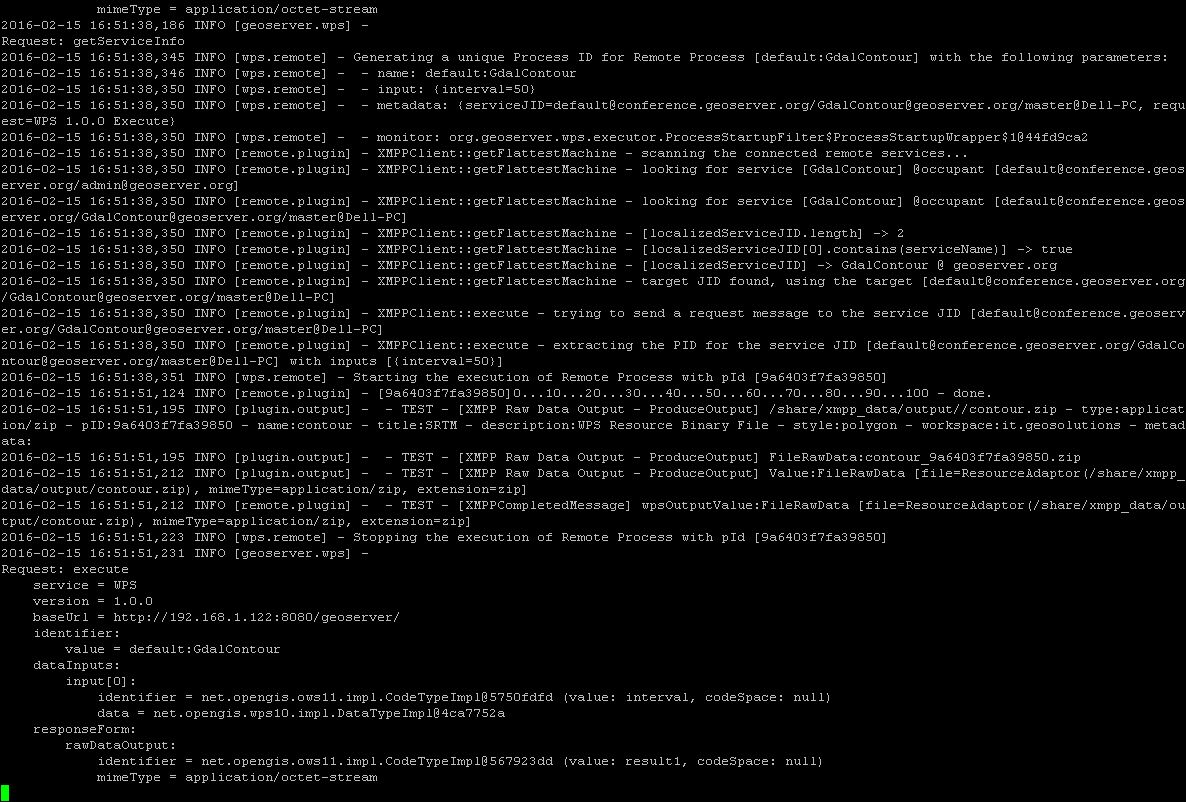 mimeType = application/octet-stream
2016-02-15 16:51:38,186 INFO [geoserver.wps] -
Request: getServiceInfo
2016-02-15 16:51:38,345 INFO [wps.remote] - Generating a unique Process ID for Remote Process [default:GdalContour] with the following parameters:
2016-02-15 16:51:38,346 INFO [wps.remote] -  - name: default:GdalContour
2016-02-15 16:51:38,350 INFO [wps.remote] -  - input: {interval=50}
2016-02-15 16:51:38,350 INFO [wps.remote] -  - metadata: {serviceJID=default@conference.geoserver.org/GdalContour@geoserver.org/master@Dell-PC, requ
est=WPS 1.0.0 Execute}
2016-02-15 16:51:38,350 INFO [wps.remote] -  - monitor: org.geoserver.wps.executor.ProcessStartupFilter$ProcessStartupWrapper$1@44fd9ca2
2016-02-15 16:51:38,350 INFO [remote.plugin] - XMPPClient::getFlattestMachine - scanning the connected remote services...
2016-02-15 16:51:38,350 INFO [remote.plugin] - XMPPClient::getFlattestMachine - looking for service [GdalContour] @occupant [default@conference.geos
erver.org/admin@geoserver.org]
2016-02-15 16:51:38,350 INFO [remote.plugin] - XMPPClient::getFlattestMachine - looking for service [GdalContour] @occupant [default@conference.geos
erver.org/GdalContour@geoserver.org/master@Dell-PC]
2016-02-15 16:51:38,350 INFO [remote.plugin] - XMPPClient::getFlattestMachine - [localizedServiceJID.length] -> 2
2016-02-15 16:51:38,350 INFO [remote.plugin] - XMPPClient::getFlattestMachine - [localizedServiceJID[0].contains(serviceName)] -> true
2016-02-15 16:51:38,350 INFO [remote.plugin] - XMPPClient::getFlattestMachine - [localizedServiceJID] -> GdalContour @ geoserver.org
2016-02-15 16:51:38,350 INFO [remote.plugin] - XMPPClient::getFlattestMachine - target JID found, using the target [default@conference.geoserver.org
/GdalContour@geoserver.org/master@Dell-PC]
2016-02-15 16:51:38,350 INFO [remote.plugin] - XMPPClient::execute - trying to send a request message to the service JID [default@conference.geoserv
er.org/GdalContour@geoserver.org/master@Dell-PC]
2016-02-15 16:51:38,350 INFO [remote.plugin] - XMPPClient::execute - extracting the PID for the service JID [default@conference.geoserver.org/GdalCo
ntour@geoserver.org/master@Dell-PC] with inputs [{interval=50}]
2016-02-15 16:51:38,351 INFO [wps.remote] - Starting the execution of Remote Process with pId [9a6403f7fa39850]
2016-02-15 16:51:51,124 INFO [remote.plugin] - [9a6403f7fa39850]0...10...20...30...40...50...60...70...80...90...100 - done.
2016-02-15 16:51:51,195 INFO [plugin.output] -  - TEST - [XMPP Raw Data Output - ProduceOutput] /share/xmpp_data/output//contour.zip - type:applicat
ion/zip - pID:9a6403f7fa39850 - name:contour - title:SRTM - description:WPS Resource Binary File - style:polygon - workspace:it.geosolutions - metad
ata:
2016-02-15 16:51:51,195 INFO [plugin.output] -  - TEST - [XMPP Raw Data Output - ProduceOutput] FileRawData:contour_9a6403f7fa39850.zip
2016-02-15 16:51:51,212 INFO [plugin.output] -  - TEST - [XMPP Raw Data Output - ProduceOutput] Value:FileRawData [file=ResourceAdaptor(/share/xmpp_
data/output/contour.zip), mimeType=application/zip, extension=zip]
2016-02-15 16:51:51,212 INFO [remote.plugin] -  - TEST - [XMPPCompletedMessage] wpsOutputValue:FileRawData [file=ResourceAdaptor(/share/xmpp_data/ou
tput/contour.zip), mimeType=application/zip, extension=zip]
2016-02-15 16:51:51,223 INFO [wps.remote] - Stopping the execution of Remote Process with pId [9a6403f7fa39850]
2016-02-15 16:51:51,231 INFO [geoserver.wps] -
Request: execute
    service = WPS
    version = 1.0.0
    baseUrl = http://192.168.1.122:8080/geoserver/
    identifier:
        value = default:GdalContour
    dataInputs:
        input[0]:
            identifier = net.opengis.ows11.impl.CodeTypeImpl@5750fdfd (value: interval, codeSpace: null)
            data = net.opengis.wps10.impl.DataTypeImpl@4ca7752a
    responseForm:
        rawDataOutput:
            identifier = net.opengis.ows11.impl.CodeTypeImpl@567923dd (value: result1, codeSpace: null)
            mimeType = application/octet-stream